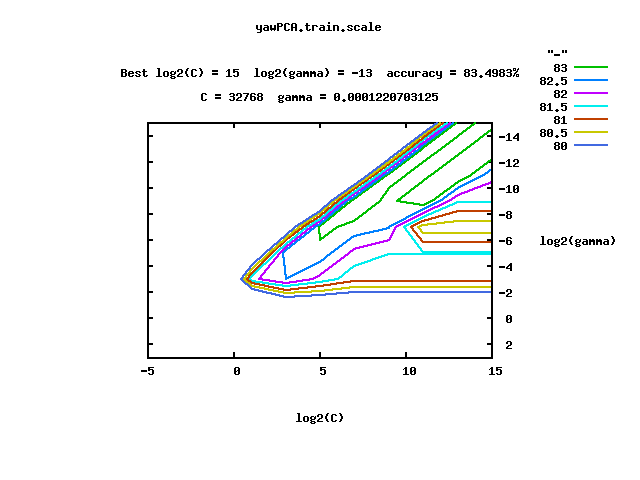 yawPCA.train.scale
"-"
Best log2(C) = 15 log2(gamma) = -13 accuracy = 83.4983%
C = 32768 gamma = 0.0001220703125
83
82.5
82
81.5
81
80.5
80
-14
-12
-10
-8
-6
-4
-2
0
2
log2(gamma)
-5 0 5 10 15
log2(C)